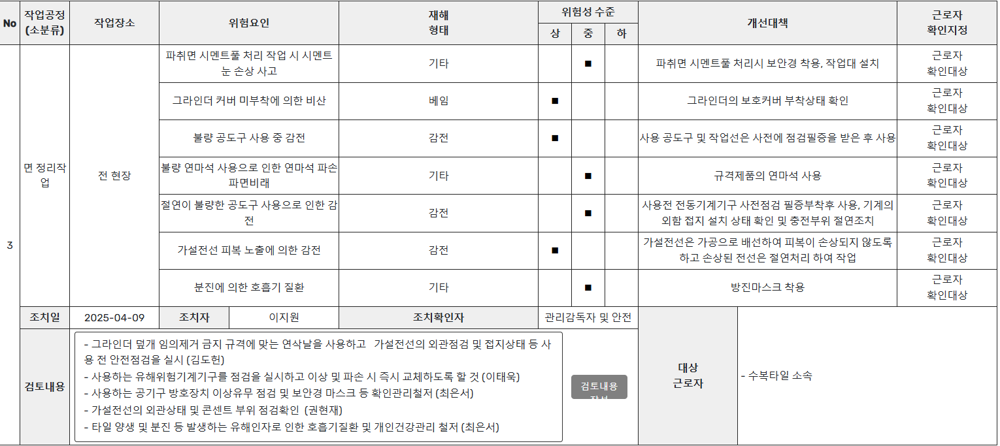 No
작업공정
(소분류)
작업장소
위험요인
재해
형태
위험성 수준
상 중 하
개선대책
근로자
확인지정
3
면 정리작
업
전 현장
파취면 시멘트풀 처리 작업 시 시멘트
눈 손상 사고
기타
■
파취면 시멘트풀 처리시 보안경 착용, 작업대 설치
근로자
확인대상
그라인더 커버 미부착에 의한 비산
베임
■
그라인더의 보호커버 부착상태 확인
근로자
확인대상
불량 공도구 사용 중 감전
감전
■
사용 공도구 및 작업선은 사전에 점검필증을 받은 후 사용
근로자
확인대상
불량 연마석 사용으로 인한 연마석 파손
파면비래
기타
■
규격제품의 연마석 사용
근로자
확인대상
절연이 불량한 공도구 사용으로 인한 감
전
감전
■
사용전 전동기계기구 사전점검 필증부착후 사용, 기계의
외함 접지 설치 상태 확인 및 충전부위 절연조치
근로자
확인대상
가설전선 피복 노출에 의한 감전
감전
■
가설전선은 가공으로 배선하여 피복이 손상되지 않도록
하고 손상된 전선은 절연처리 하여 작업
근로자
확인대상
분진에 의한 호흡기 질환
기타
■
방진마스크 착용
근로자
확인대상
조치일 2025-04-09 조치자 이지원 조치확인자 관리감독자 및 안전
검토내용
- 그라인더 덮개 임의제거 금지 규격에 맞는 연삭날을 사용하고 가설전선의 외관점검 및 접지상태 등 사
용 전 안전점검을 실시 (김도헌)
- 사용하는 유해위험기계기구를 점검을 실시하고 이상 및 파손 시 즉시 교체하도록 할 것 (이태욱)
- 사용하는 공기구 방호장치 이상유무 점검 및 보안경 마스크 등 확인관리철저 (최은서)
- 가설전선의 외관상태 및 콘센트 부위 점검확인 (권현재)
- 타일 양생 및 분진 등 발생하는 유해인자로 인한 호흡기질환 및 개인건강관리 철저 (최은서)
검토내용
대상
근로자
- 수복타일 소속